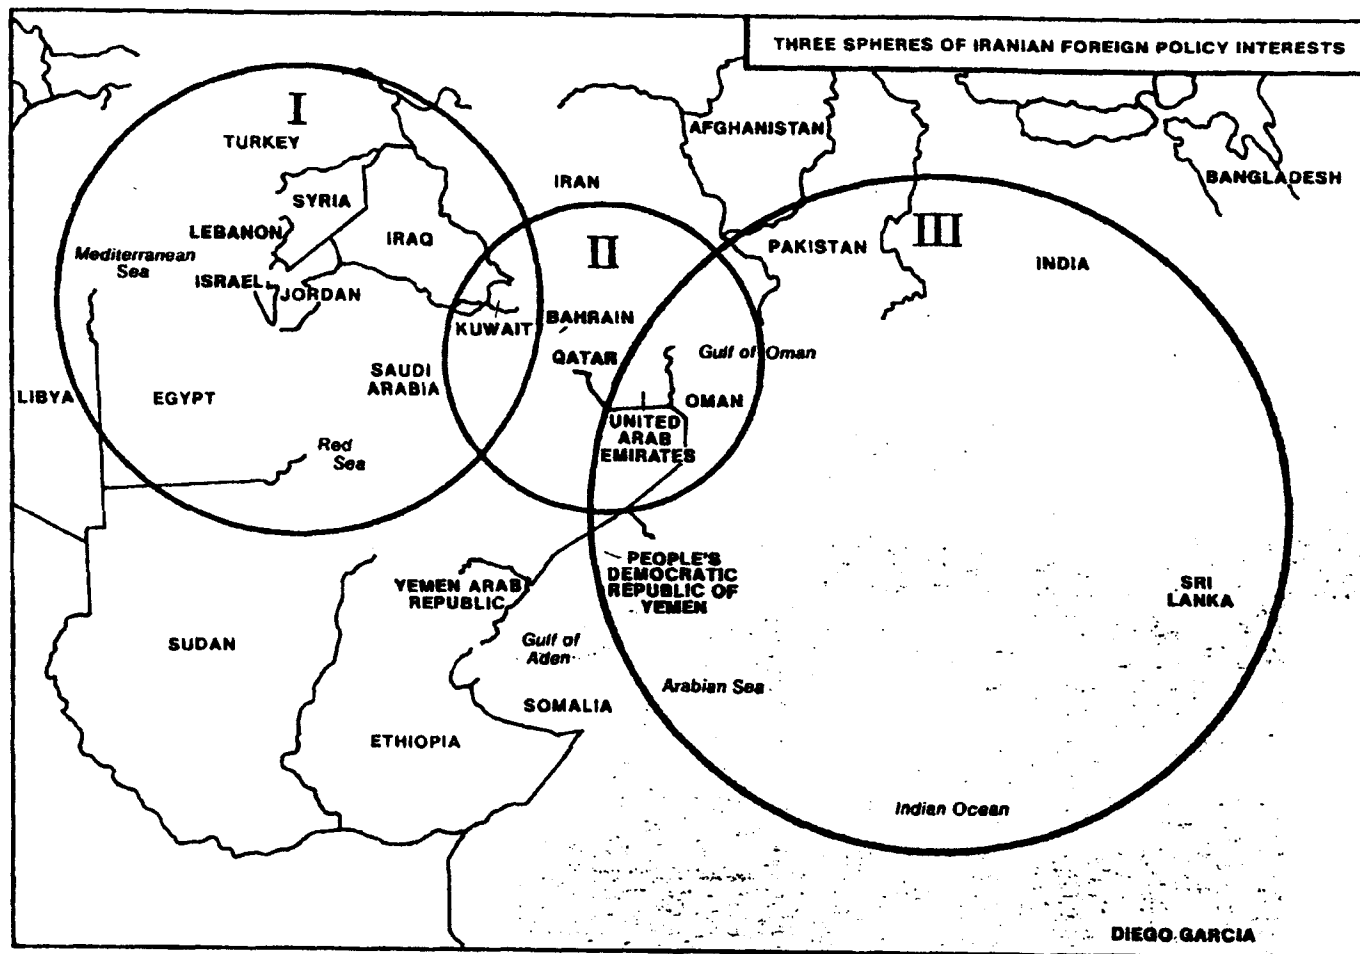 THREE SPHERES OF IRANIAN FOREIGN POLICY INTERESTS
I
TURKEY
AFGHANISTAN
IRAN
BANGLADESH
SYRIA
LEBANON
IRAQ
II
PAKISTAN
III
INDIA
Mediterranean
Sea
ISRAEL
JORDAN
KUWAIT
BAHRAIN
QATAR
Gulf of Oman
SAUDI
ARABIA
LIBYA
EGYPT
OMAN
UNITED
ARAB
EMIRATES
Red
Sea
PEOPLE'S
DEMOCRATIC
REPUBLIC OF
YEMEN
YEMEN ARAB
REPUBLIC
SRI
LANKA
SUDAN
Gulf of
Aden
Arabian Sea
SOMALIA
ETHIOPIA
Indian Ocean
DIEGO GARCIA